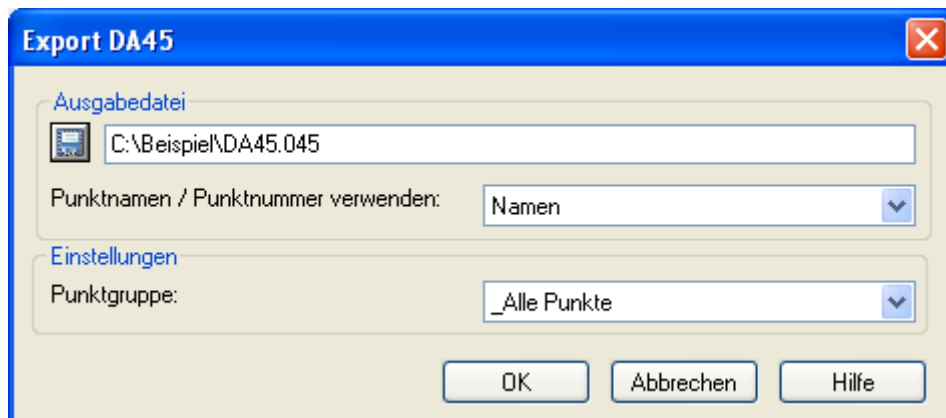 Export DA45
Ausgabedatei
C:\Beispiel\DA45.045
Punktnamen / Punktnummer verwenden: Namen
Einstellungen
Punktgruppe: _Alle Punkte
OK Abbrechen Hilfe